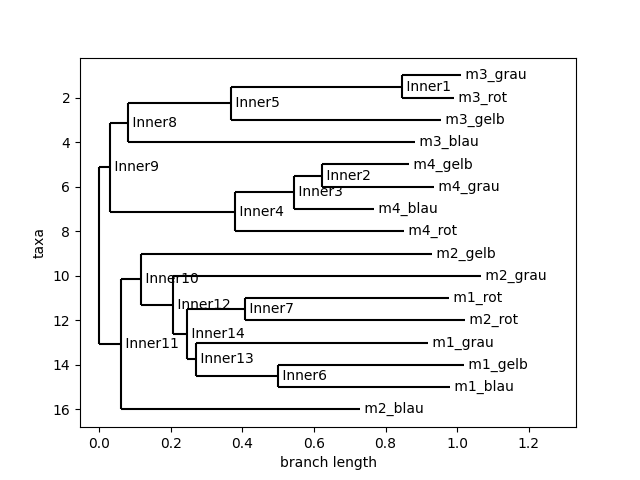 m3_grau
Inner1
m3_rot
2
Inner5
m3_gelb
Inner8
m3_blau
4
m4_gelb
Inner9
Inner2
m4_grau
6
Inner3
m4_blau
Inner4
m4_rot
8
taxa
m2_gelb
Inner10
m2_grau
10
m1_rot
Inner12
Inner7
m2_rot
12
Inner14
m1_grau
Inner11
Inner13
m1_gelb
14
Inner6
m1_blau
m2_blau
16
0.0 0.2 0.4 0.6 0.8 1.0 1.2
branch length